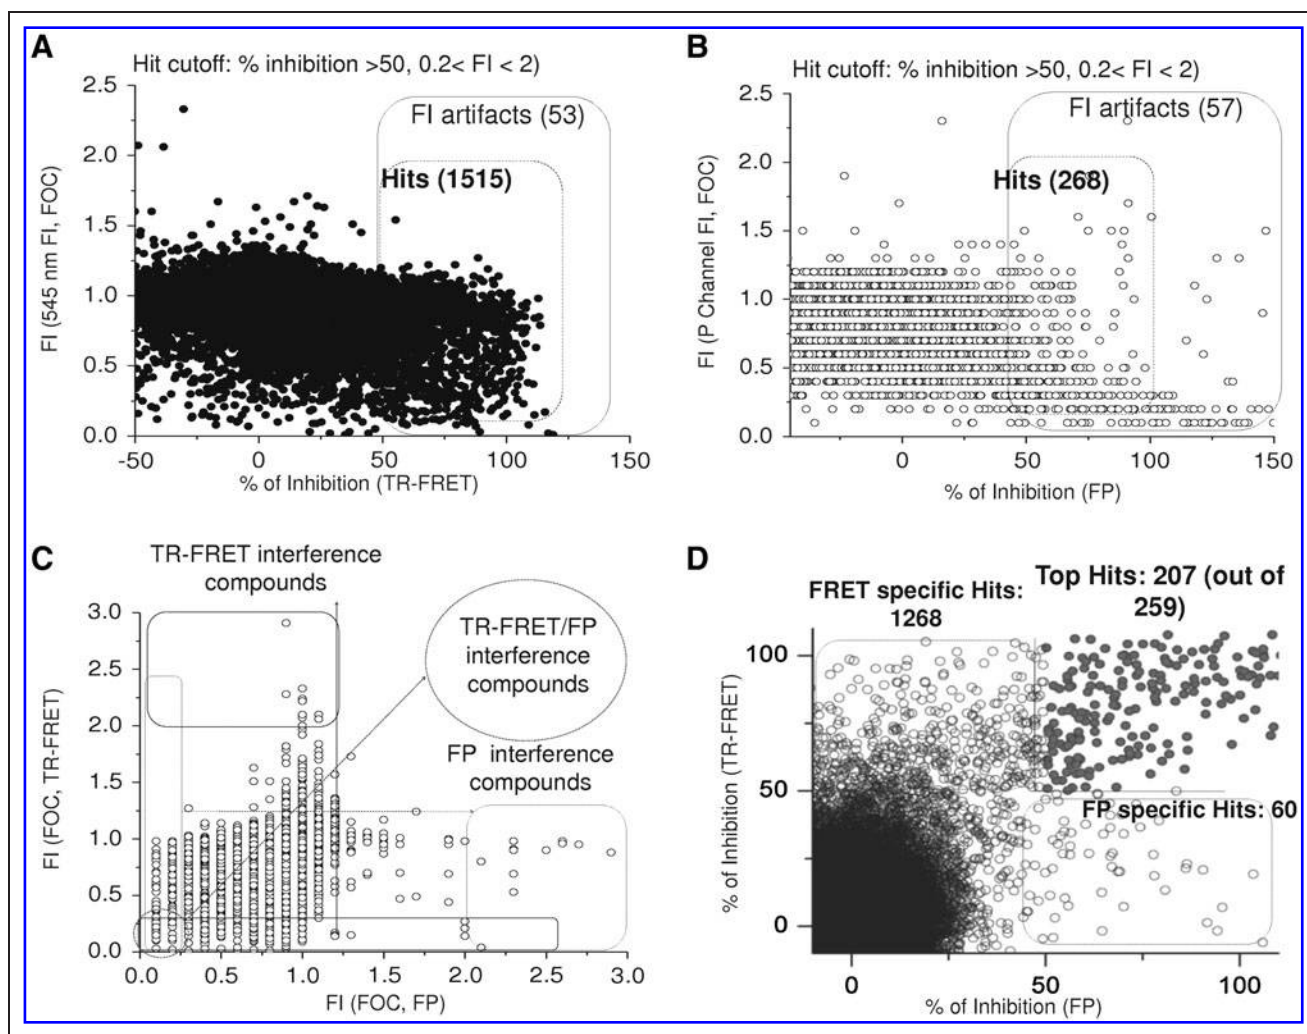 A
Hit cutoff: % inhibition >50, 0.2< FI < 2)
FI artifacts (53)
Hits (1515)
FI (545 nm FI, FOC)
2.5
2.0
1.5
1.0
0.5
0.0
-50
0
50
100
150
% of Inhibition (TR-FRET)
B
Hit cutoff: % inhibition >50, 0.2< FI < 2)
FI artifacts (57)
Hits (268)
FI (P Channel FI, FOC)
2.5
2.0
1.5
1.0
0.5
0.0
0
50
100
150
% of Inhibition (FP)
C
TR-FRET interference
compounds
TR-FRET/FP
interference
compounds
FP interference
compounds
FI (FOC, TR-FRET)
3.0
2.5
2.0
1.5
1.0
0.5
0.0
0.0
0.5
1.0
1.5
2.0
2.5
3.0
FI (FOC, FP)
D
FRET specific Hits:
1268
Top Hits: 207 (out of
259)
FP specific Hits: 60
% of Inhibition (TR-FRET)
100
50
0
0
50
100
% of Inhibition (FP)